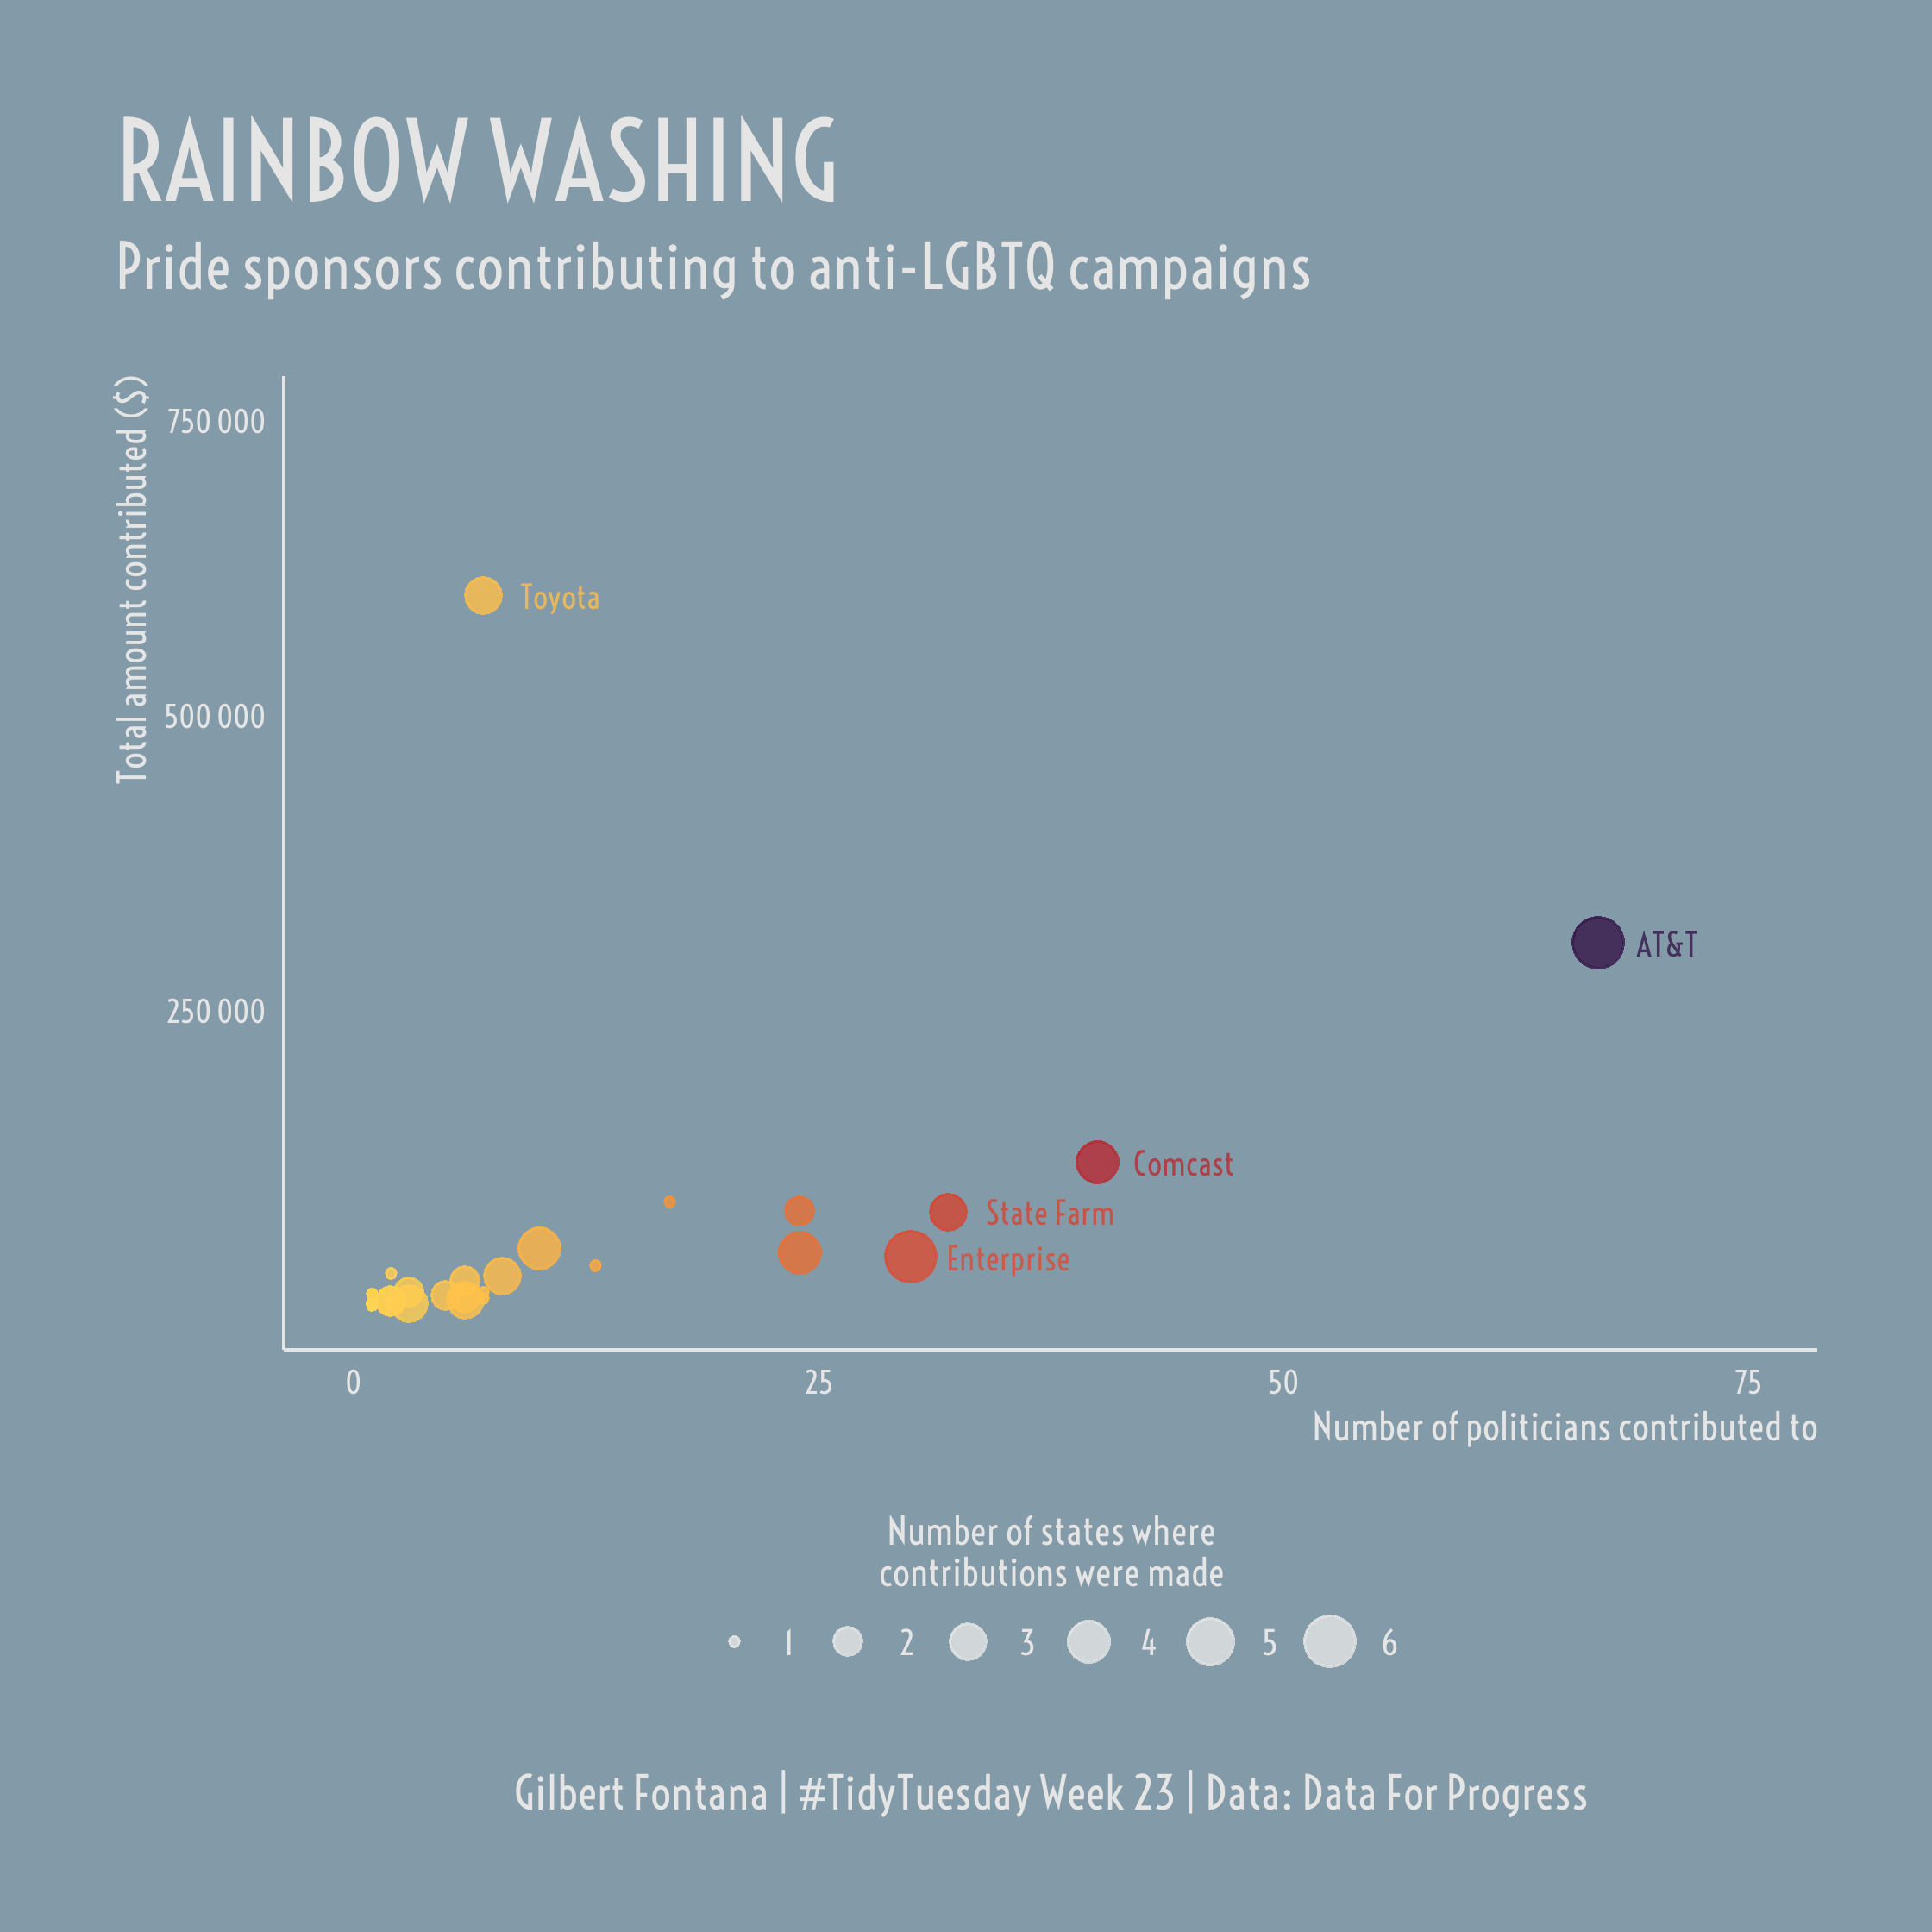 RAINBOW WASHING
Pride sponsors contributing to anti-LGBTQ campaigns
Total amount contributed ($)
750 000
500 000
250 000
Toyota
AT&T
Comcast
State Farm
Enterprise
0 25 50 75
Number of politicians contributed to
Number of states where
contributions were made
1 2 3 4 5 6
Gilbert Fontana | #TidyTuesday Week 23 | Data: Data For Progress